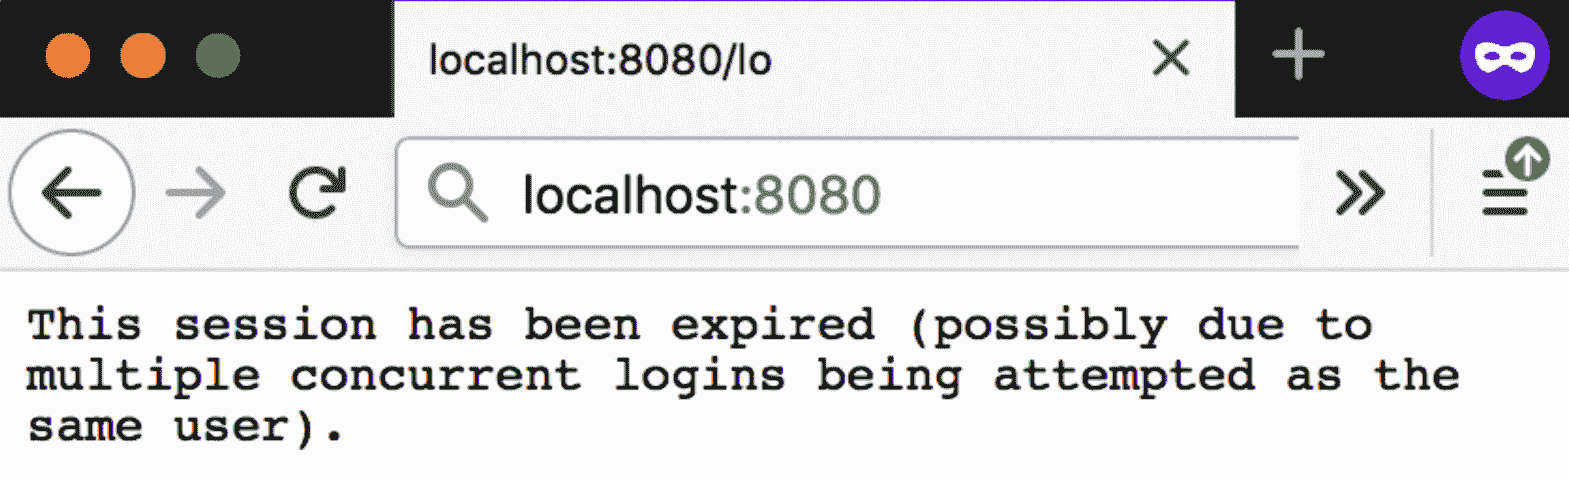 localhost:8080/lo
localhost:8080
This session has been expired (possibly due to
multiple concurrent logins being attempted as the
same user).